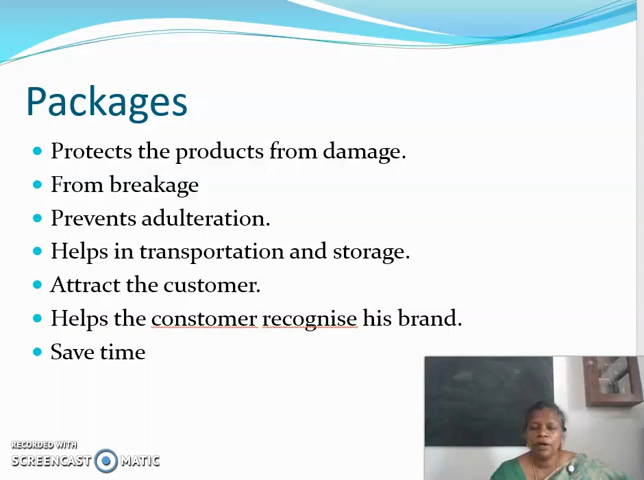 Packages
Protects the products from damage.
From breakage
Prevents adulteration.
Helps in transportation and storage.
Attract the customer.
Helps the constomer recognise his brand.
Save time
RECORDED WITH
SCREENCAST MATIC